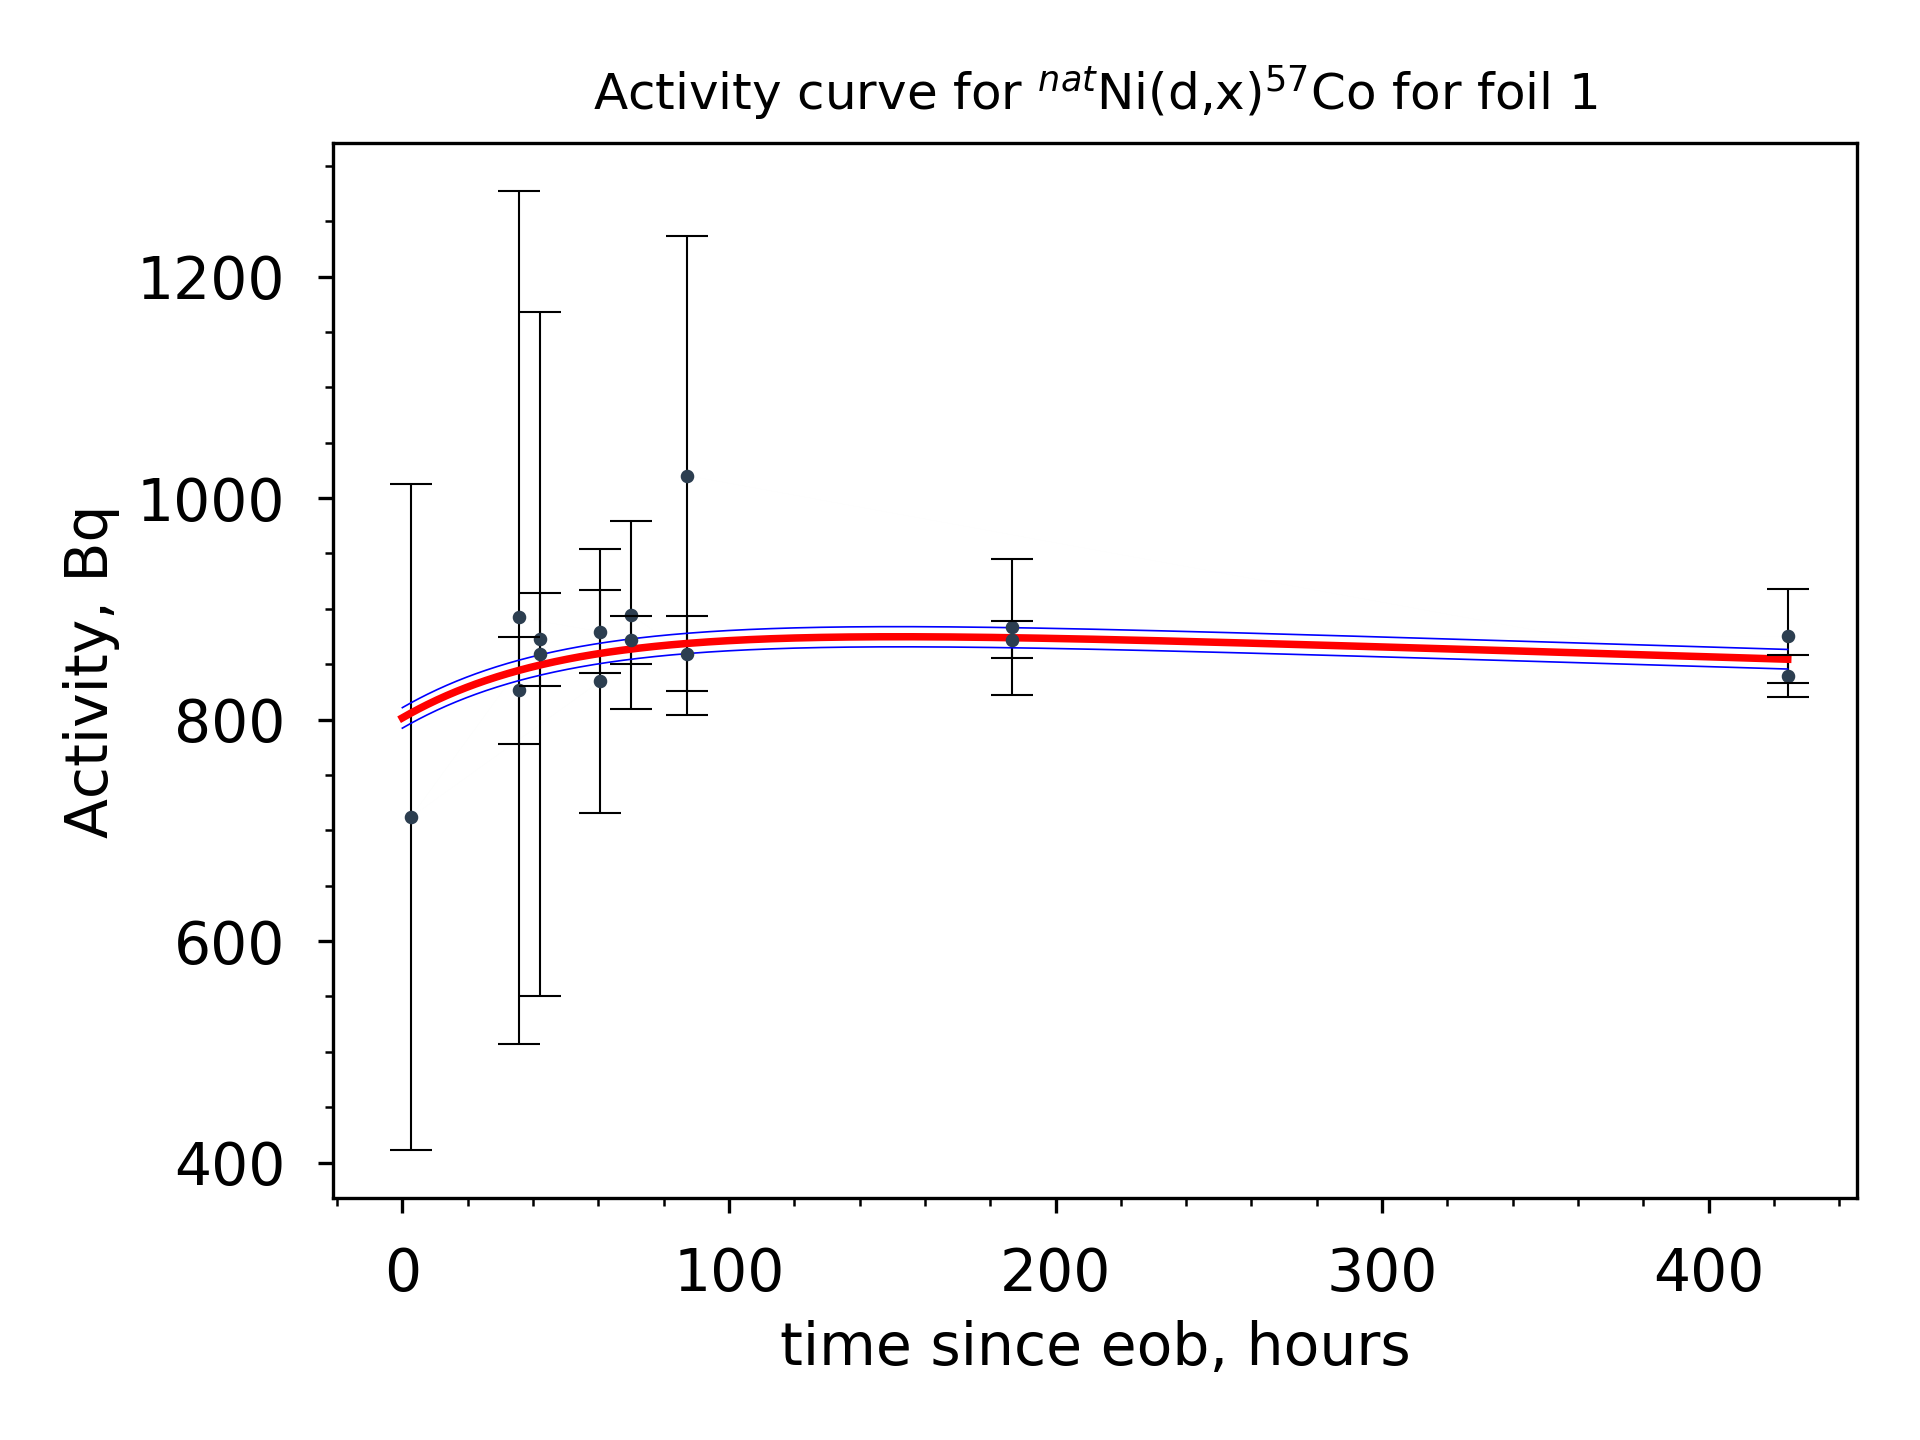 Activity curve for ⁿᵃᵗNi(d,x)⁵⁷Co for foil 1
Activity, Bq
1200
1000
800
600
400
0 100 200 300 400
time since eob, hours